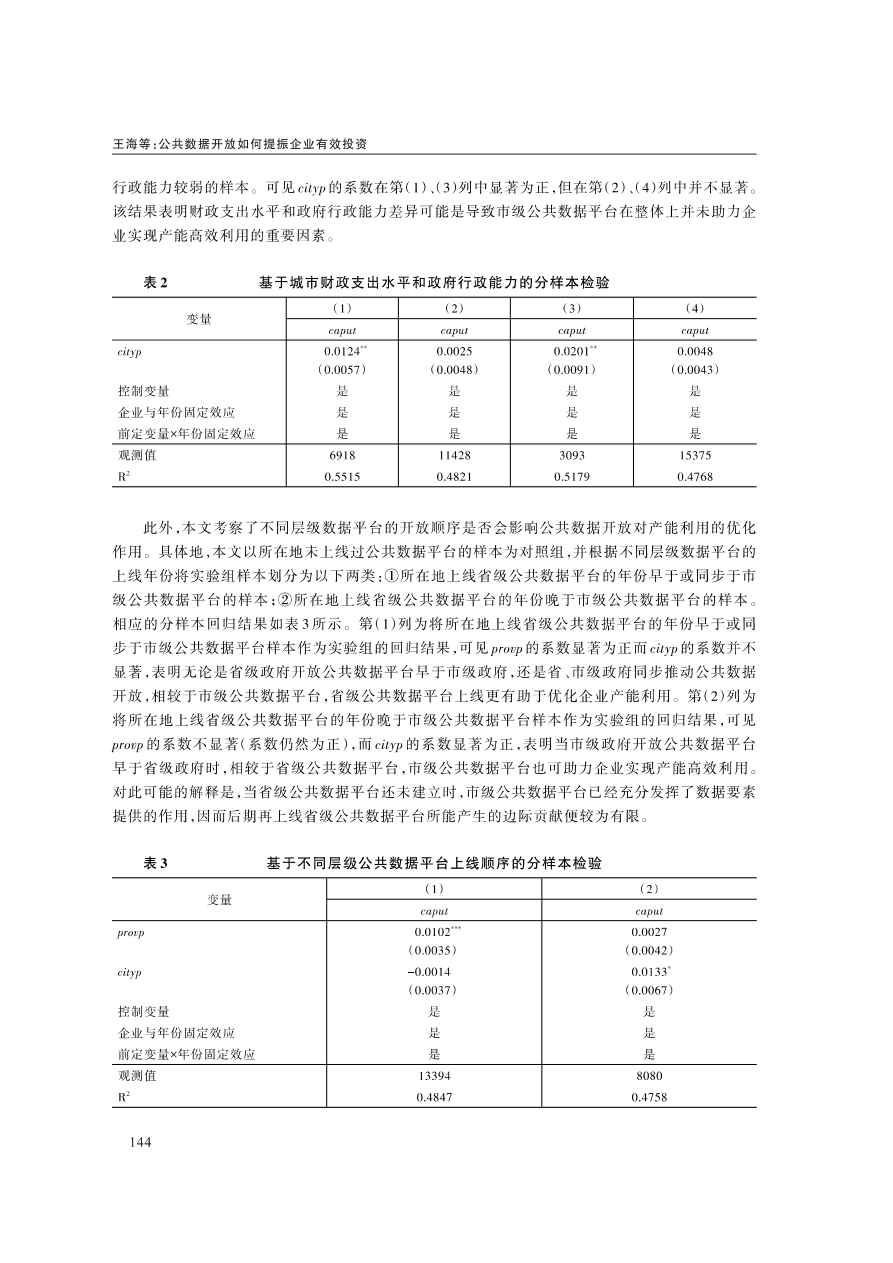 王海等:公共数据开放如何提振企业有效投资
行政能力较弱的样本。可见 cityp 的系数在第(1)、(3)列中显著为正,但在第(2)、(4)列中并不显著。
该结果表明财政支出水平和政府行政能力差异可能是导致市级公共数据平台在整体上并未助力企
业实现产能高效利用的重要因素。
表 2 基于城市财政支出水平和政府行政能力的分样本检验
变量 (1) (2) (3) (4)
caput caput caput caput
cityp 0.0124** 0.0025 0.0201** 0.0048
(0.0057) (0.0048) (0.0091) (0.0043)
控制变量 是 是 是 是
企业与年份固定效应 是 是 是 是
前定变量×年份固定效应 是 是 是 是
观测值 6918 11428 3093 15375
R² 0.5515 0.4821 0.5179 0.4768
此外,本文考察了不同层级数据平台的开放顺序是否会影响公共数据开放对产能利用的优化
作用。具体地,本文以所在地未上线过公共数据平台的样本为对照组,并根据不同层级数据平台的
上线年份将实验组样本划分为以下两类:①所在地上线省级公共数据平台的年份早于或同步于市
级公共数据平台的样本;②所在地上线省级公共数据平台的年份晚于市级公共数据平台的样本。
相应的分样本回归结果如表 3 所示。第(1)列为将所在地上线省级公共数据平台的年份早于或同
步于市级公共数据平台样本作为实验组的回归结果,可见 provp 的系数显著为正而 cityp 的系数并不
显著,表明无论是省级政府开放公共数据平台早于市级政府,还是省、市级政府同步推动公共数据
开放,相较于市级公共数据平台,省级公共数据平台上线更有助于优化企业产能利用。第(2)列为
将所在地上线省级公共数据平台的年份晚于市级公共数据平台样本作为实验组的回归结果,可见
provp 的系数不显著(系数仍然为正),而 cityp 的系数显著为正,表明当市级政府开放公共数据平台
早于省级政府时,相较于省级公共数据平台,市级公共数据平台也可助力企业实现产能高效利用。
对此可能的解释是,当省级公共数据平台还未建立时,市级公共数据平台已经充分发挥了数据要素
提供的作用,因而后期再上线省级公共数据平台所能产生的边际贡献便较为有限。
表 3 基于不同层级公共数据平台上线顺序的分样本检验
变量 (1) (2)
caput caput
provp 0.0102*** 0.0027
(0.0035) (0.0042)
cityp -0.0014 0.0133*
(0.0037) (0.0067)
控制变量 是 是
企业与年份固定效应 是 是
前定变量×年份固定效应 是 是
观测值 13394 8080
R² 0.4847 0.4758
144